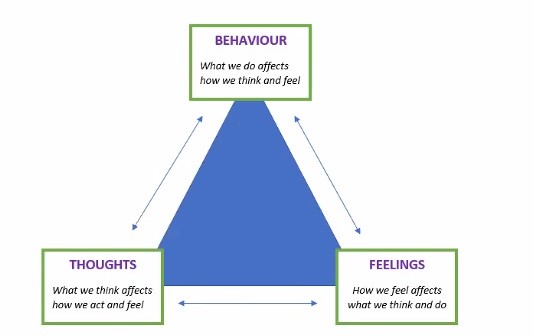 BEHAVIOUR
What we do affects
how we think and feel
THOUGHTS
What we think affects
how we act and feel
FEELINGS
How we feel affects
what we think and do